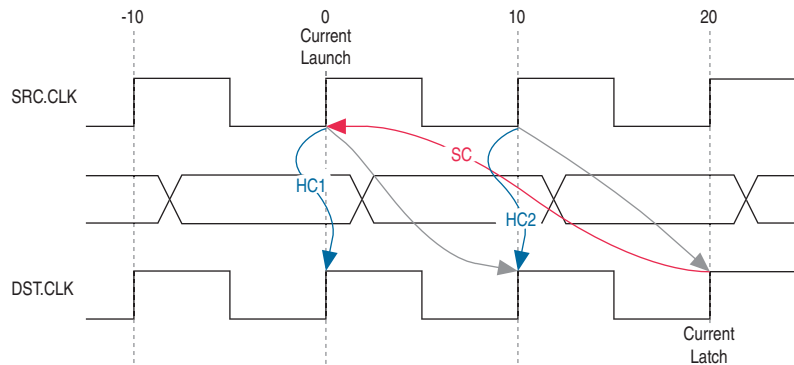 -10
0
10
20
Current
Launch
SRC.CLK
SC
HC1
HC2
DST.CLK
Current
Latch